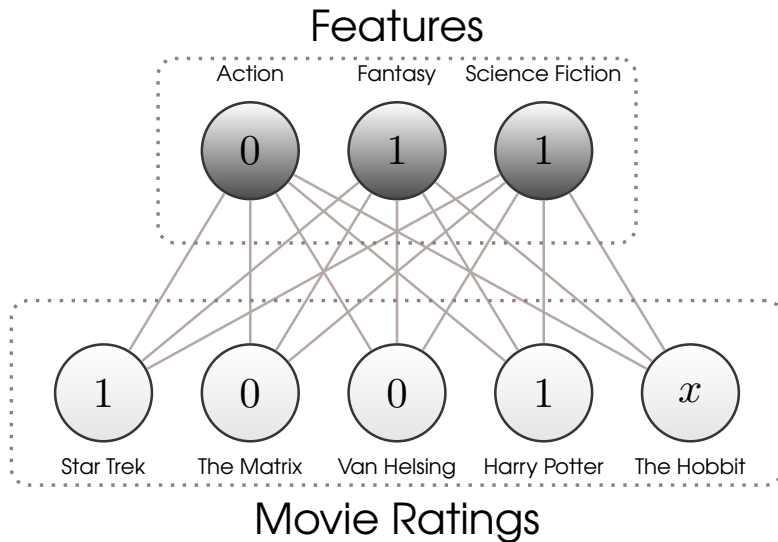 Features
Action Fantasy Science Fiction
0 1 1
1 0 0 1 x
Star Trek The Matrix Van Helsing Harry Potter The Hobbit
Movie Ratings